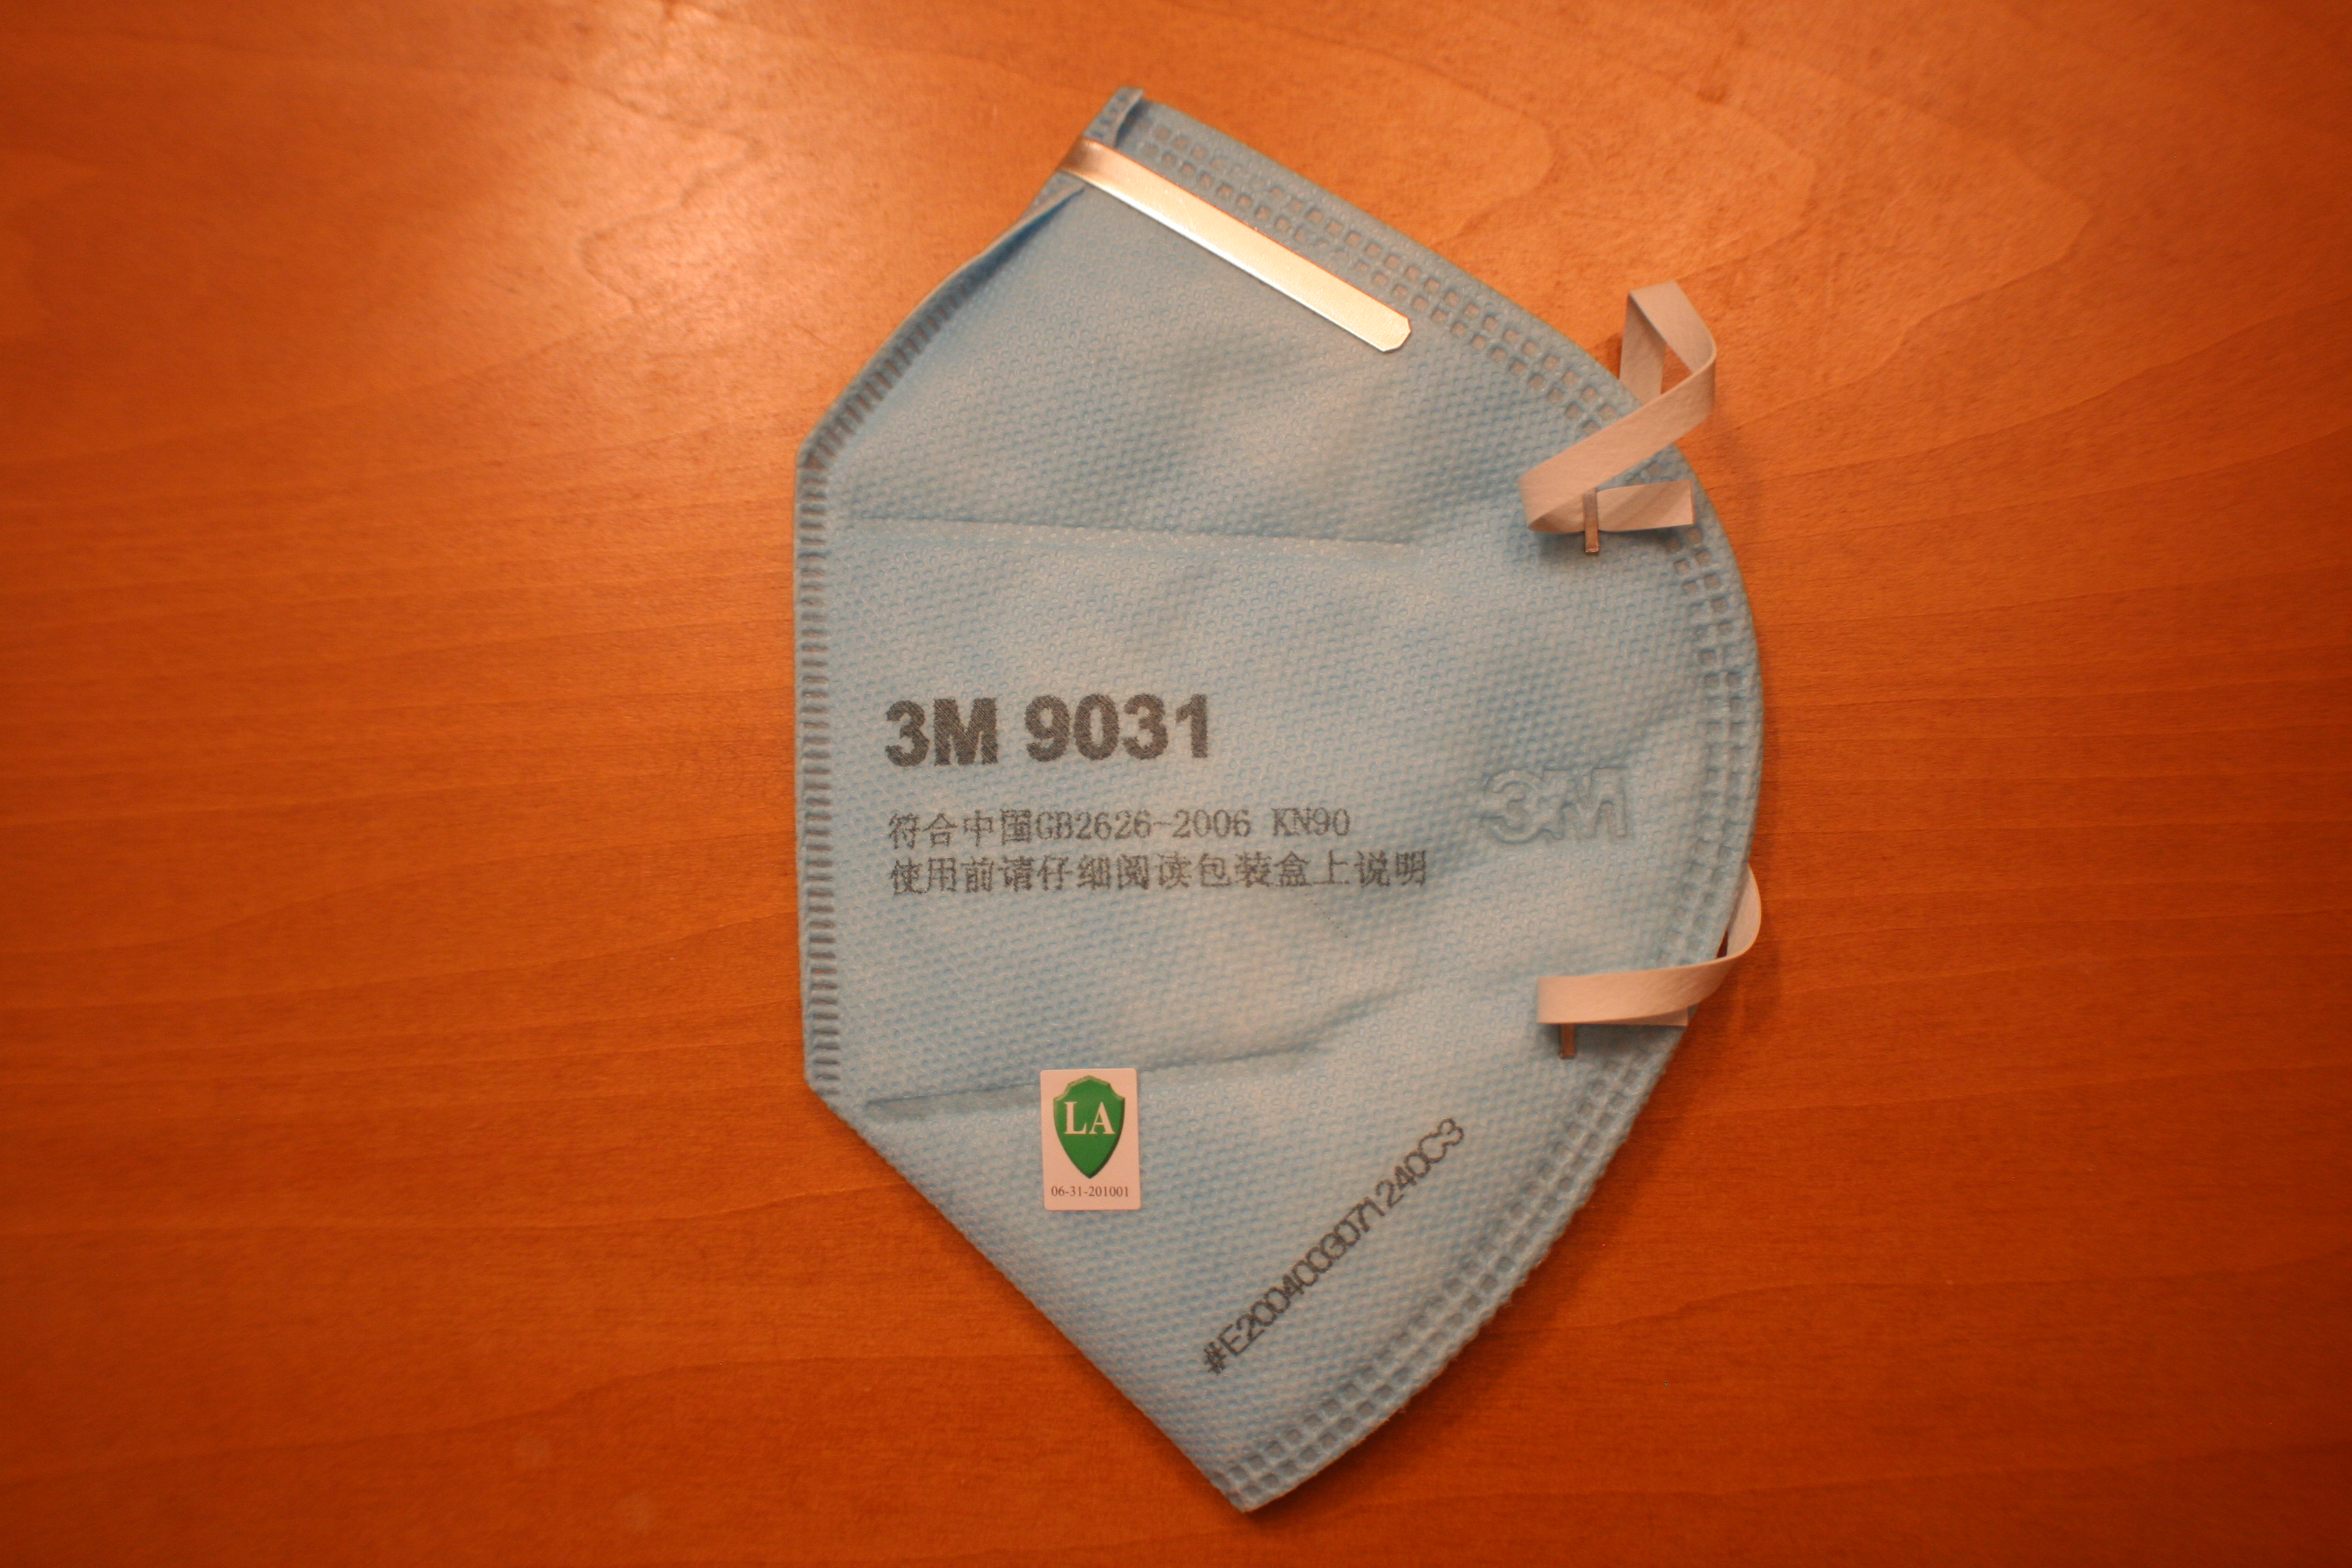 3M 9031
符合中国GB2626-2006 KN90
使用前请仔细阅读包装盒上说明
3M
LA
06-31-201001
#E20040CG071240C3